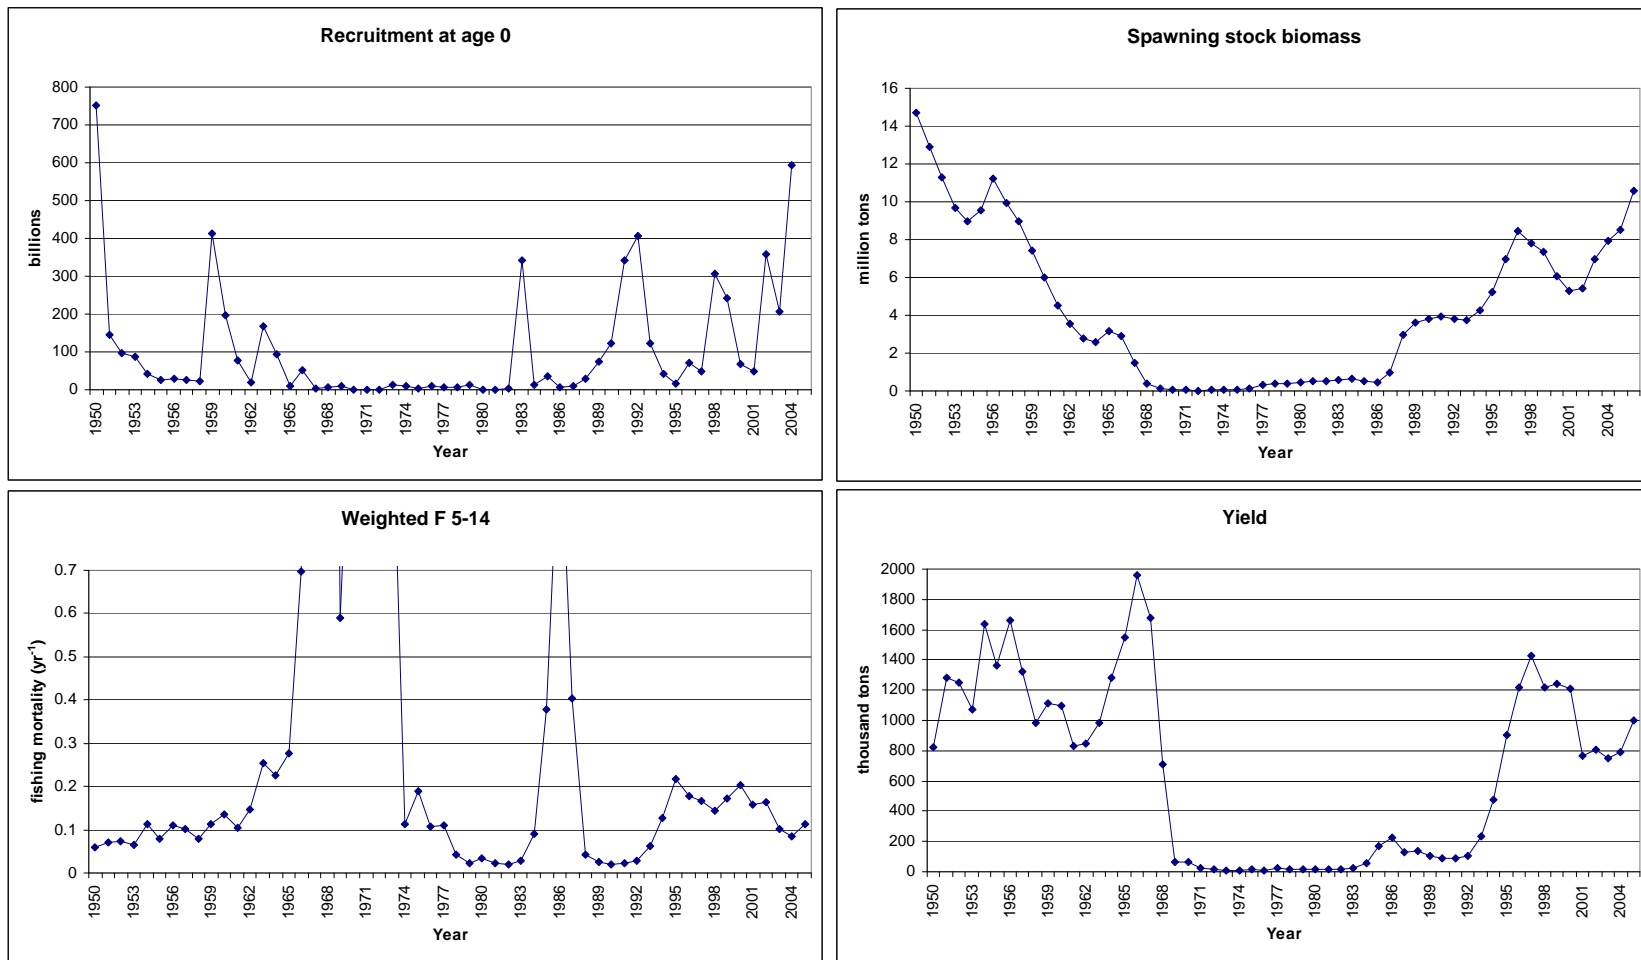 Recruitment at age 0
800
700
600
500
400
300
200
100
0
billions
1950 1953 1956 1959 1962 1965 1968 1971 1974 1977 1980 1983 1986 1989 1992 1995 1998 2001 2004
Year
Spawning stock biomass
16
14
12
10
8
6
4
2
0
million tons
1950 1953 1956 1959 1962 1965 1968 1971 1974 1977 1980 1983 1986 1989 1992 1995 1998 2001 2004
Year
Weighted F 5-14
0.7
0.6
0.5
0.4
0.3
0.2
0.1
0
fishing mortality (yr⁻¹)
1950 1953 1956 1959 1962 1965 1968 1971 1974 1977 1980 1983 1986 1989 1992 1995 1998 2001 2004
Year
Yield
2000
1800
1600
1400
1200
1000
800
600
400
200
0
thousand tons
1950 1953 1956 1959 1962 1965 1968 1971 1974 1977 1980 1983 1986 1989 1992 1995 1998 2001 2004
Year